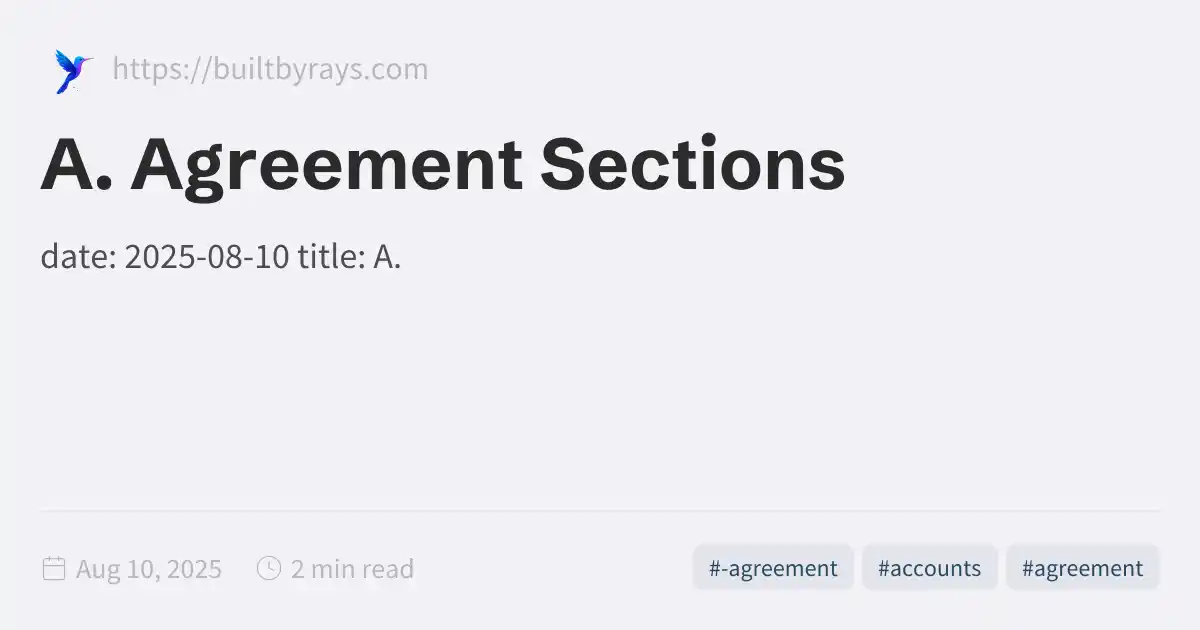 https://builtbyrays.com
A. Agreement Sections
date: 2025-08-10 title: A.
Aug 10, 2025 2 min read #-agreement #accounts #agreement